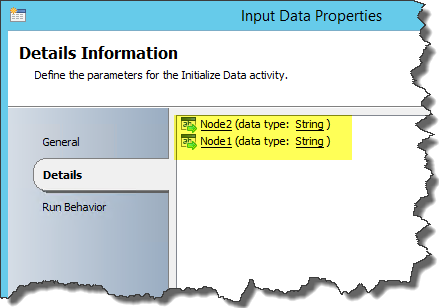 Input Data Properties
Details Information
Define the parameters for the Initialize Data activity.
General
Details
Run Behavior
Node2 (data type: String )
Node1 (data type: String )